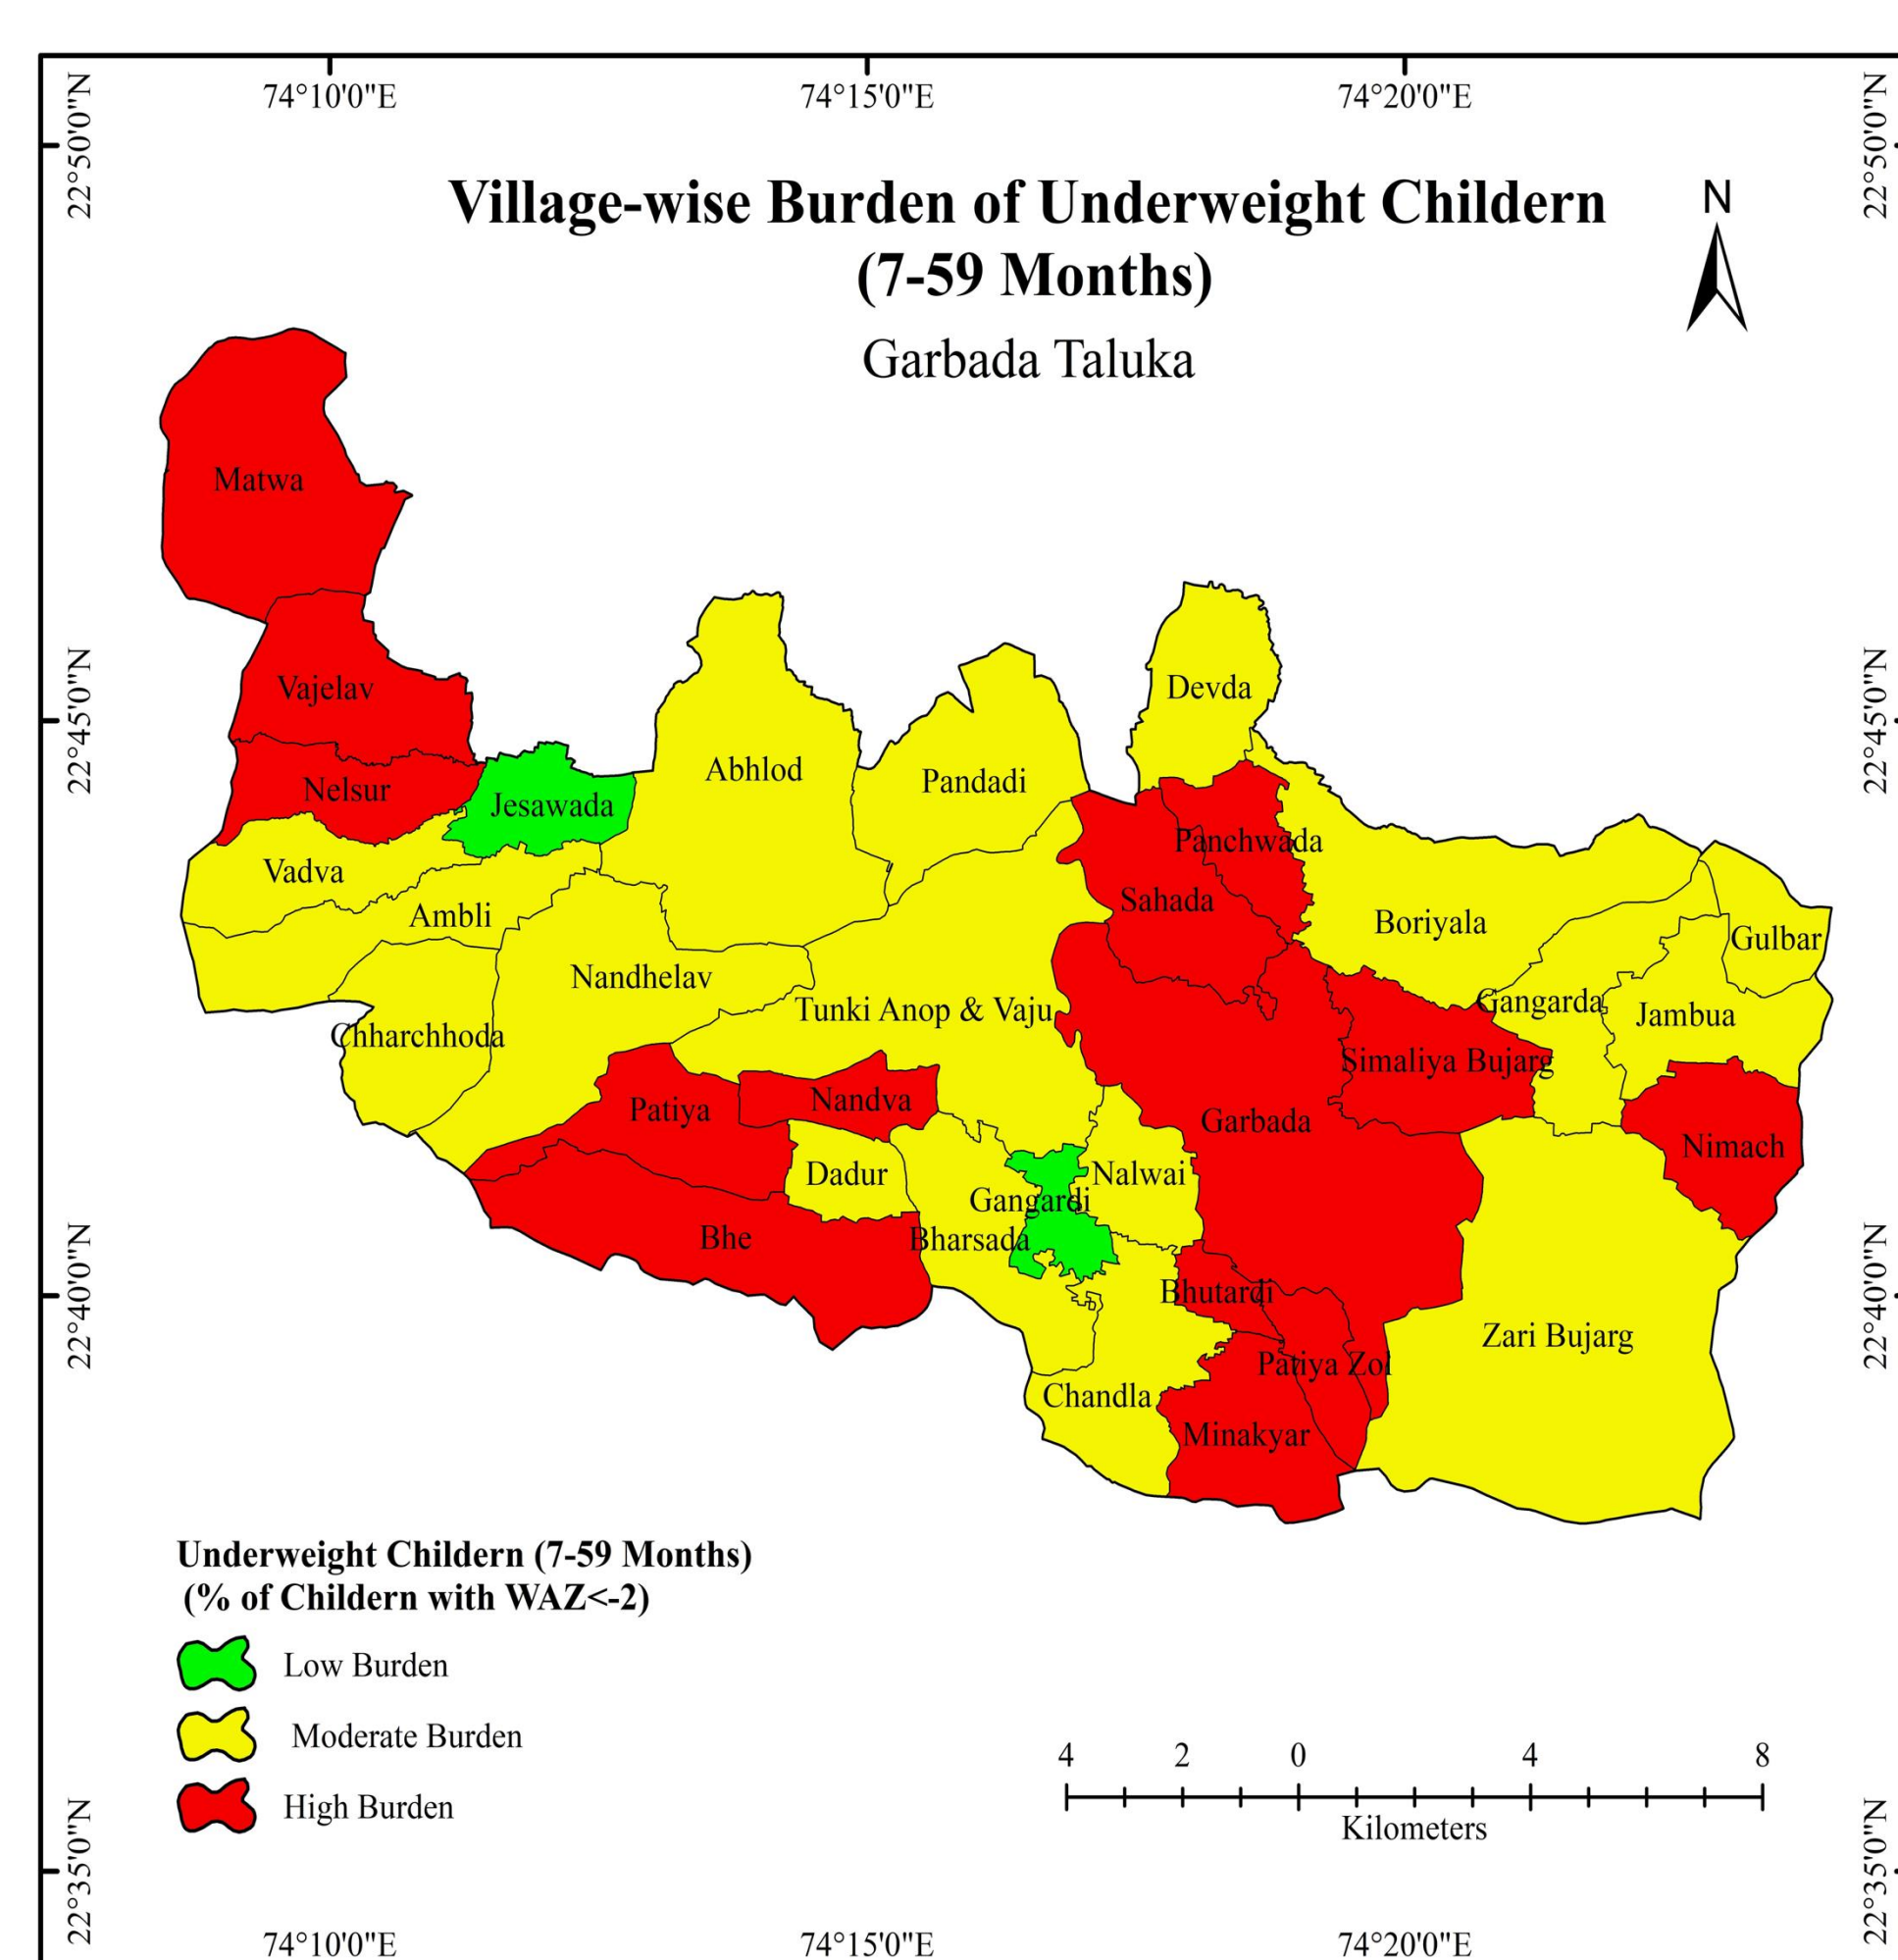 74°10'0"E 74°15'0"E 74°20'0"E
22°50'0"N 22°50'0"N
Village-wise Burden of Underweight Childern
(7-59 Months)
Garbada Taluka
N
Matwa
Vajelav
Devda
22°45'0"N 22°45'0"N
Nelsur
Jesawada
Abhlod
Pandadi
Panchwada
Vadva
Ambli
Sahada
Boriyala
Gulbar
Nandhelav
Tunki Anop & Vaju
Gangarda
Jambua
Chharchhoda
Simaliya Bujarg
Patiya
Nandva
Garbada
Nimach
Dadur
Nalwai
Gangardi
Bhe
Bharsada
22°40'0"N 22°40'0"N
Bhutardi
Zari Bujarg
Patiya Zol
Chandla
Minakyar
Underweight Childern (7-59 Months)
(% of Childern with WAZ<-2)
Low Burden
Moderate Burden
High Burden
4 2 0 4 8
Kilometers
22°35'0"N 22°35'0"N
74°10'0"E 74°15'0"E 74°20'0"E